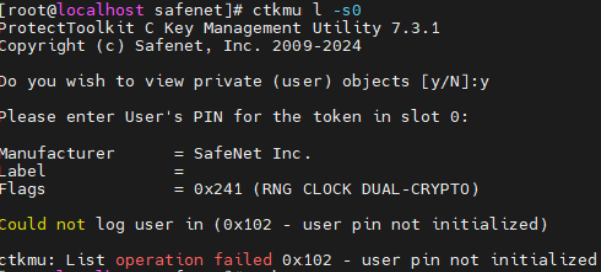 [root@localhost safenet]# ctkmu l -s0
ProtectToolkit C Key Management Utility 7.3.1
Copyright (c) Safenet, Inc. 2009-2024
Do you wish to view private (user) objects [y/N]:y
Please enter User's PIN for the token in slot 0:
Manufacturer = SafeNet Inc.
Label =
Flags = 0x241 (RNG CLOCK DUAL-CRYPTO)
Could not log user in (0x102 - user pin not initialized)
ctkmu: List operation failed 0x102 - user pin not initialized